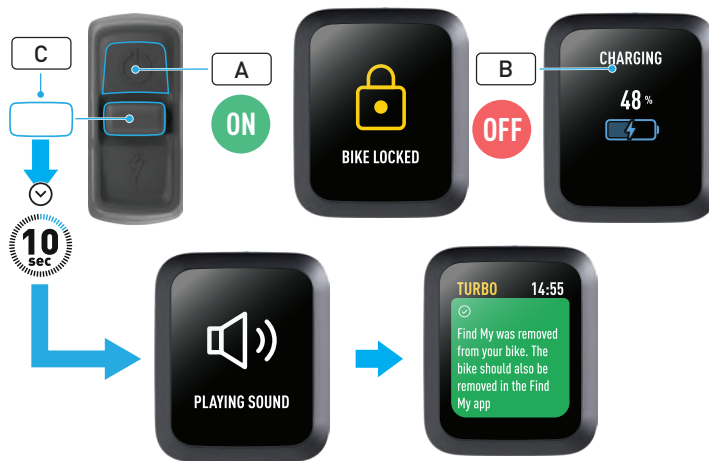 C
A
ON
BIKE LOCKED
B
OFF
CHARGING
48 %
10
sec
PLAYING SOUND
TURBO 14:55
Find My was removed
from your bike. The
bike should also be
removed in the Find
My app